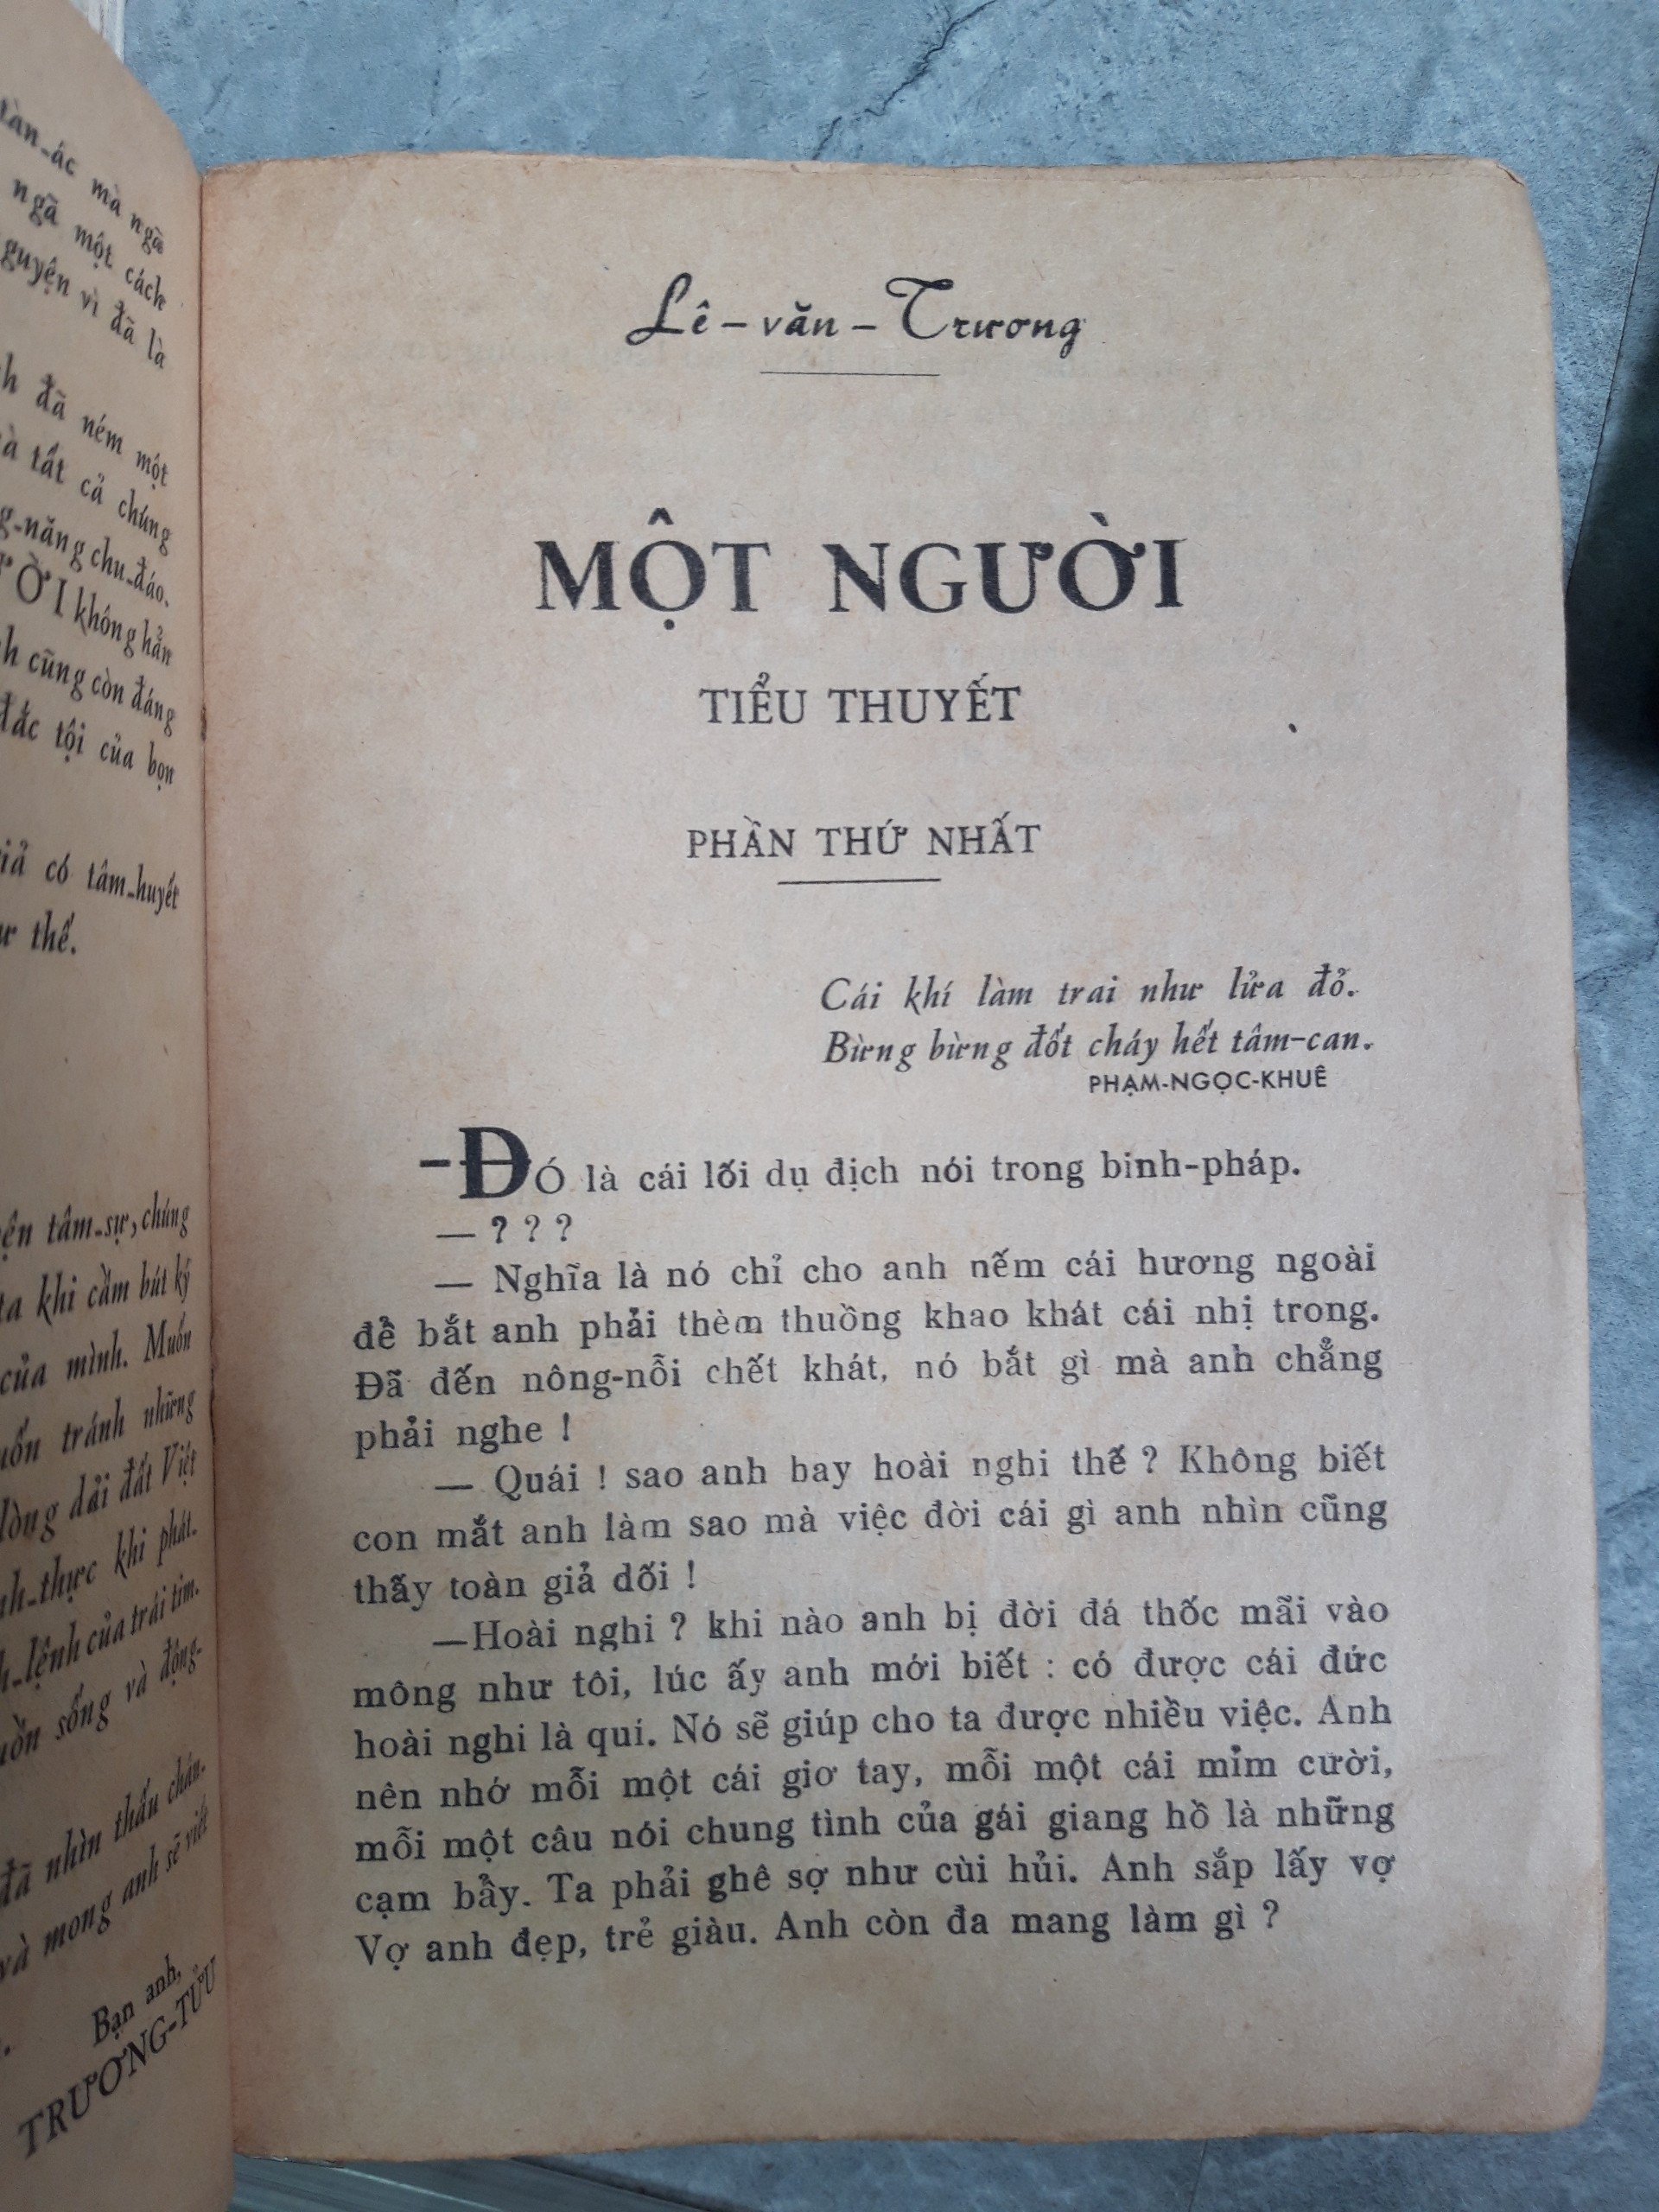 tàn-ác mà ngã
ngã một cách
guyện vì đã là
đã ném một
tất cả chúng
g-năng chu-đáo.
ƯỜI không hẳn
h cũng còn đáng
đắc tội của bọn
giả có tâm-huyết
thế.
tâm-sự, chúng
ta khi cầm bút ký
của mình. Muốn
tránh những
lòng dải đất Việt
h-thực khi phát.
h-lệnh của trái tim.
sống và động-
đã nhìn thấu chân-
và mong anh sẽ viết
Bạn anh,
TRƯƠNG-TỬU
Lê-văn-Trương
MỘT NGƯỜI
TIỂU THUYẾT
PHẦN THỨ NHẤT
Cái khí làm trai như lửa đỏ.
Bừng bừng đốt cháy hết tâm-can.
PHẠM-NGỌC-KHUÊ
-ĐÓ là cái lối dụ địch nói trong binh-pháp.
— ? ? ?
— Nghĩa là nó chỉ cho anh nếm cái hương ngoài
để bắt anh phải thèm thuồng khao khát cái nhị trong.
Đã đến nông-nỗi chết khát, nó bắt gì mà anh chẳng
phải nghe !
— Quái ! sao anh hay hoài nghi thế ? Không biết
con mắt anh làm sao mà việc đời cái gì anh nhìn cũng
thấy toàn giả dối !
—Hoài nghi ? khi nào anh bị đời đá thốc mãi vào
mông như tôi, lúc ấy anh mới biết : có được cái đức
hoài nghi là quí. Nó sẽ giúp cho ta được nhiều việc. Anh
nên nhớ mỗi một cái giơ tay, mỗi một cái mỉm cười,
mỗi một câu nói chung tình của gái giang hồ là những
cạm bẫy. Ta phải ghê sợ như cùi hủi. Anh sắp lấy vợ
Vợ anh đẹp, trẻ giàu. Anh còn đa mang làm gì ?